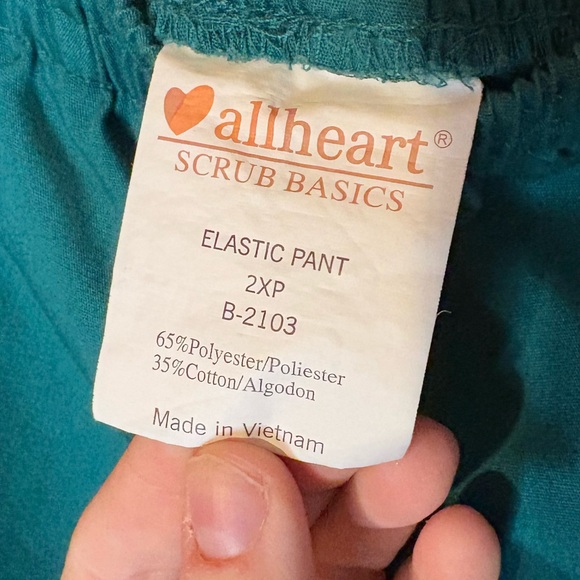 allheart®
SCRUB BASICS
ELASTIC PANT
2XP
B-2103
65%Polyester/Poliester
35%Cotton/Algodon
Made in Vietnam